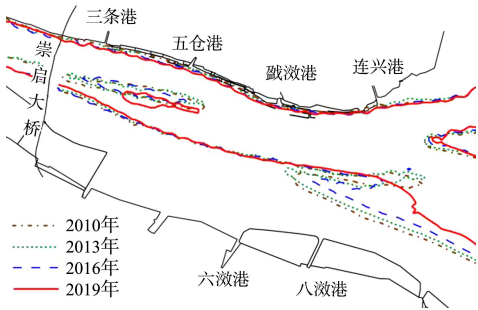 三条港
五仓港
戤滧港
连兴港
崇启大桥
六滧港
八滧港
2010年
2013年
2016年
2019年